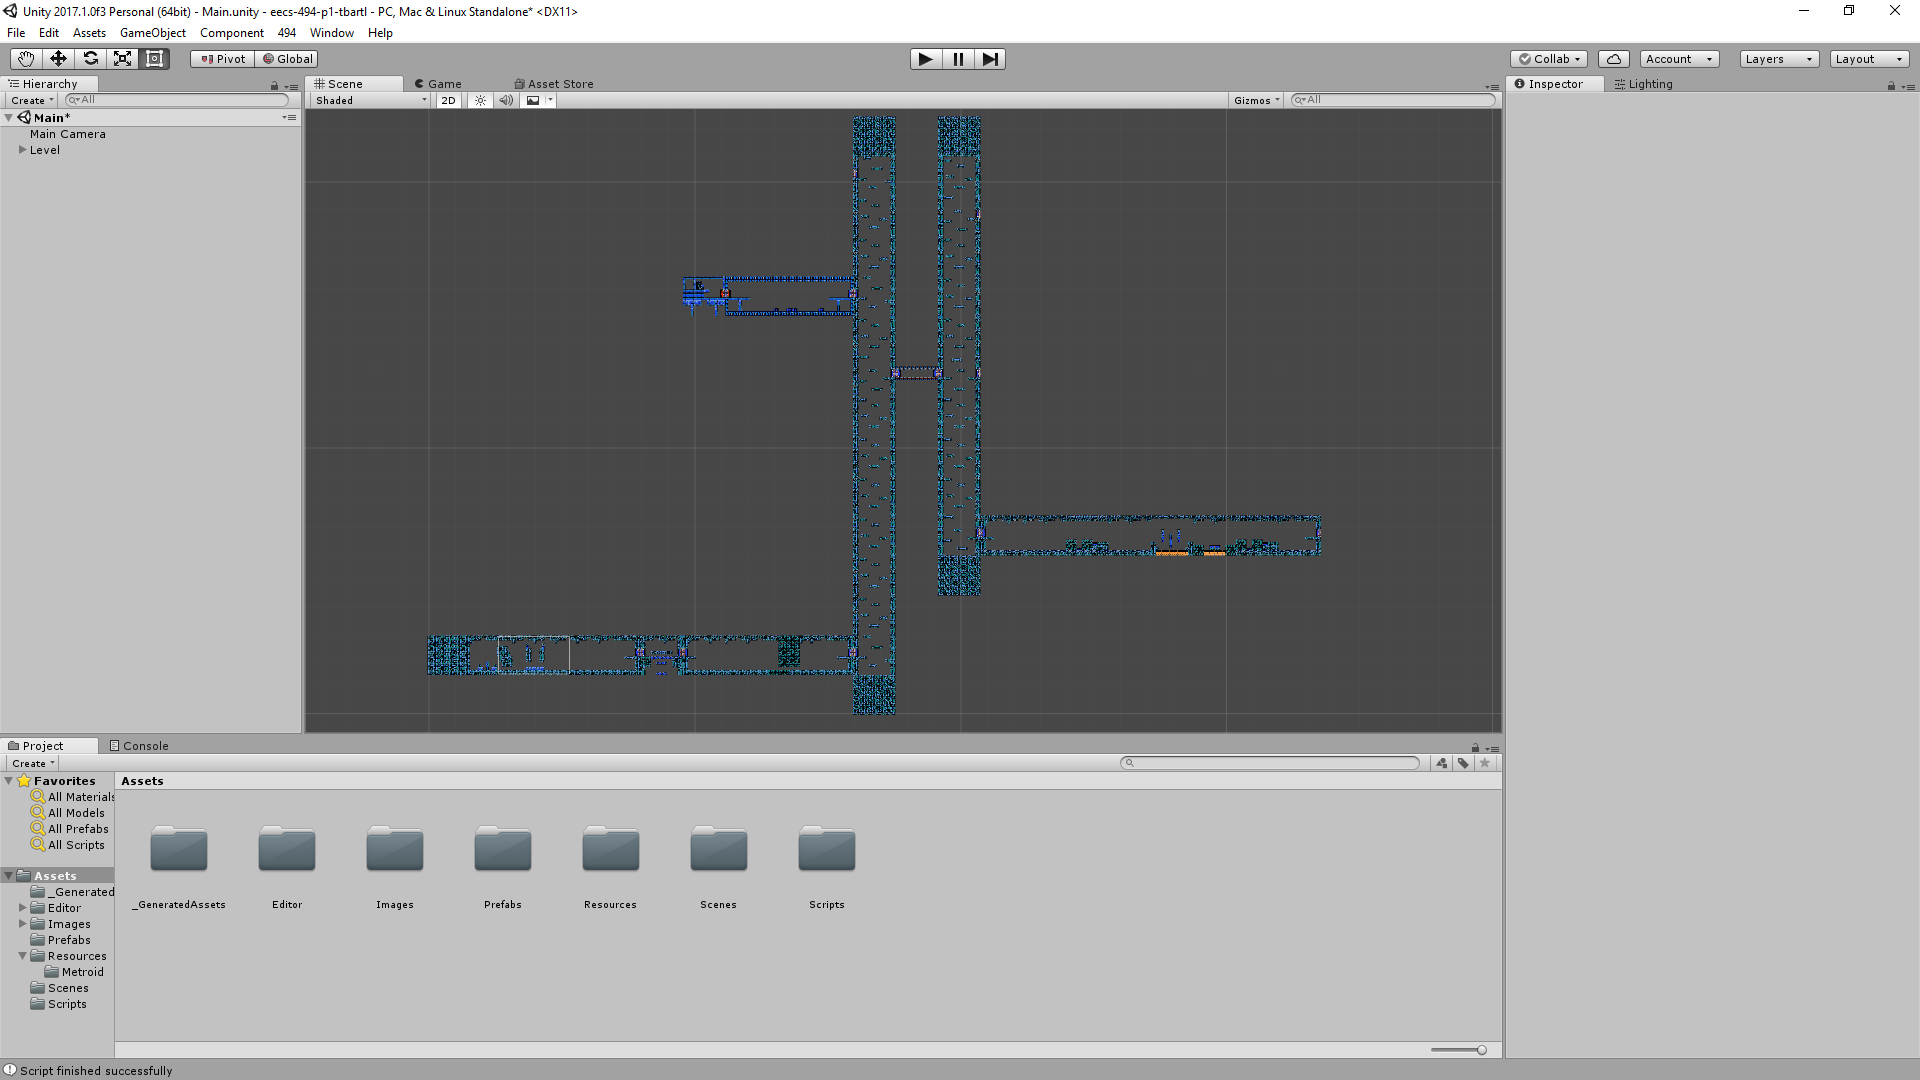 Unity 2017.1.0f3 Personal (64bit) - Main.unity - eecs-494-p1-tbartl - PC, Mac & Linux Standalone* <DX11>
File Edit Assets GameObject Component 494 Window Help
Pivot Global Collab Account Layers Layout
Hierarchy Scene Game Asset Store Inspector Lighting
Create All Shaded 2D Gizmos All
Main*
Main Camera
Level
Project Console
Create
Favorites Assets
All Materials
All Models
All Prefabs
All Scripts
Assets
_Generated
Editor
Images
Prefabs
Resources
Metroid
Scenes
Scripts
_GeneratedAssets Editor Images Prefabs Resources Scenes Scripts
Script finished successfully